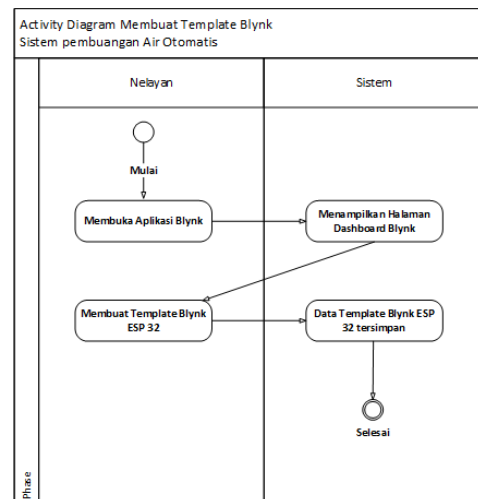 Activity Diagram Membuat Template Blynk
Sistem pembuangan Air Otomatis
Nelayan
Sistem
Mulai
Membuka Aplikasi Blynk
Menampilkan Halaman
Dashboard Blynk
Membuat Template Blynk
ESP 32
Data Template Blynk ESP
32 tersimpan
Selesai
Phase